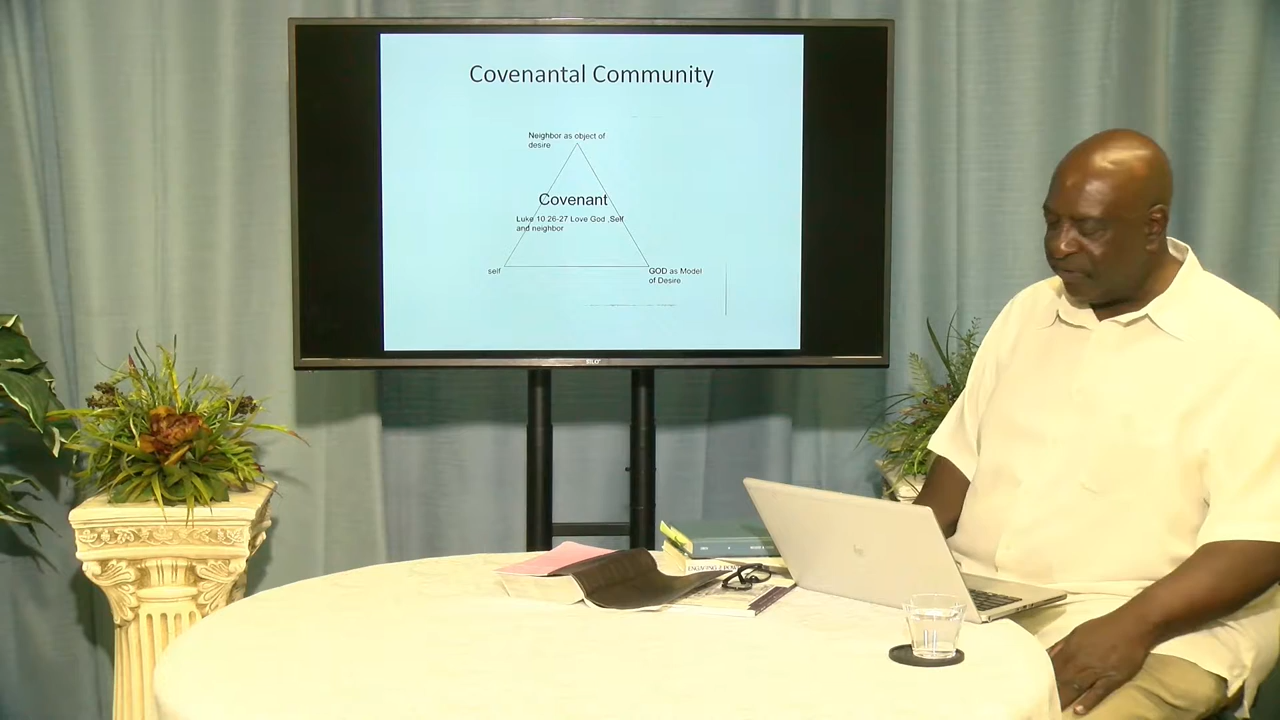 Covenantal Community
Neighbor as object of
desire
Covenant
Luke 10 26-27 Love God ,Self
and neighbor
self
GOD as Model
of Desire